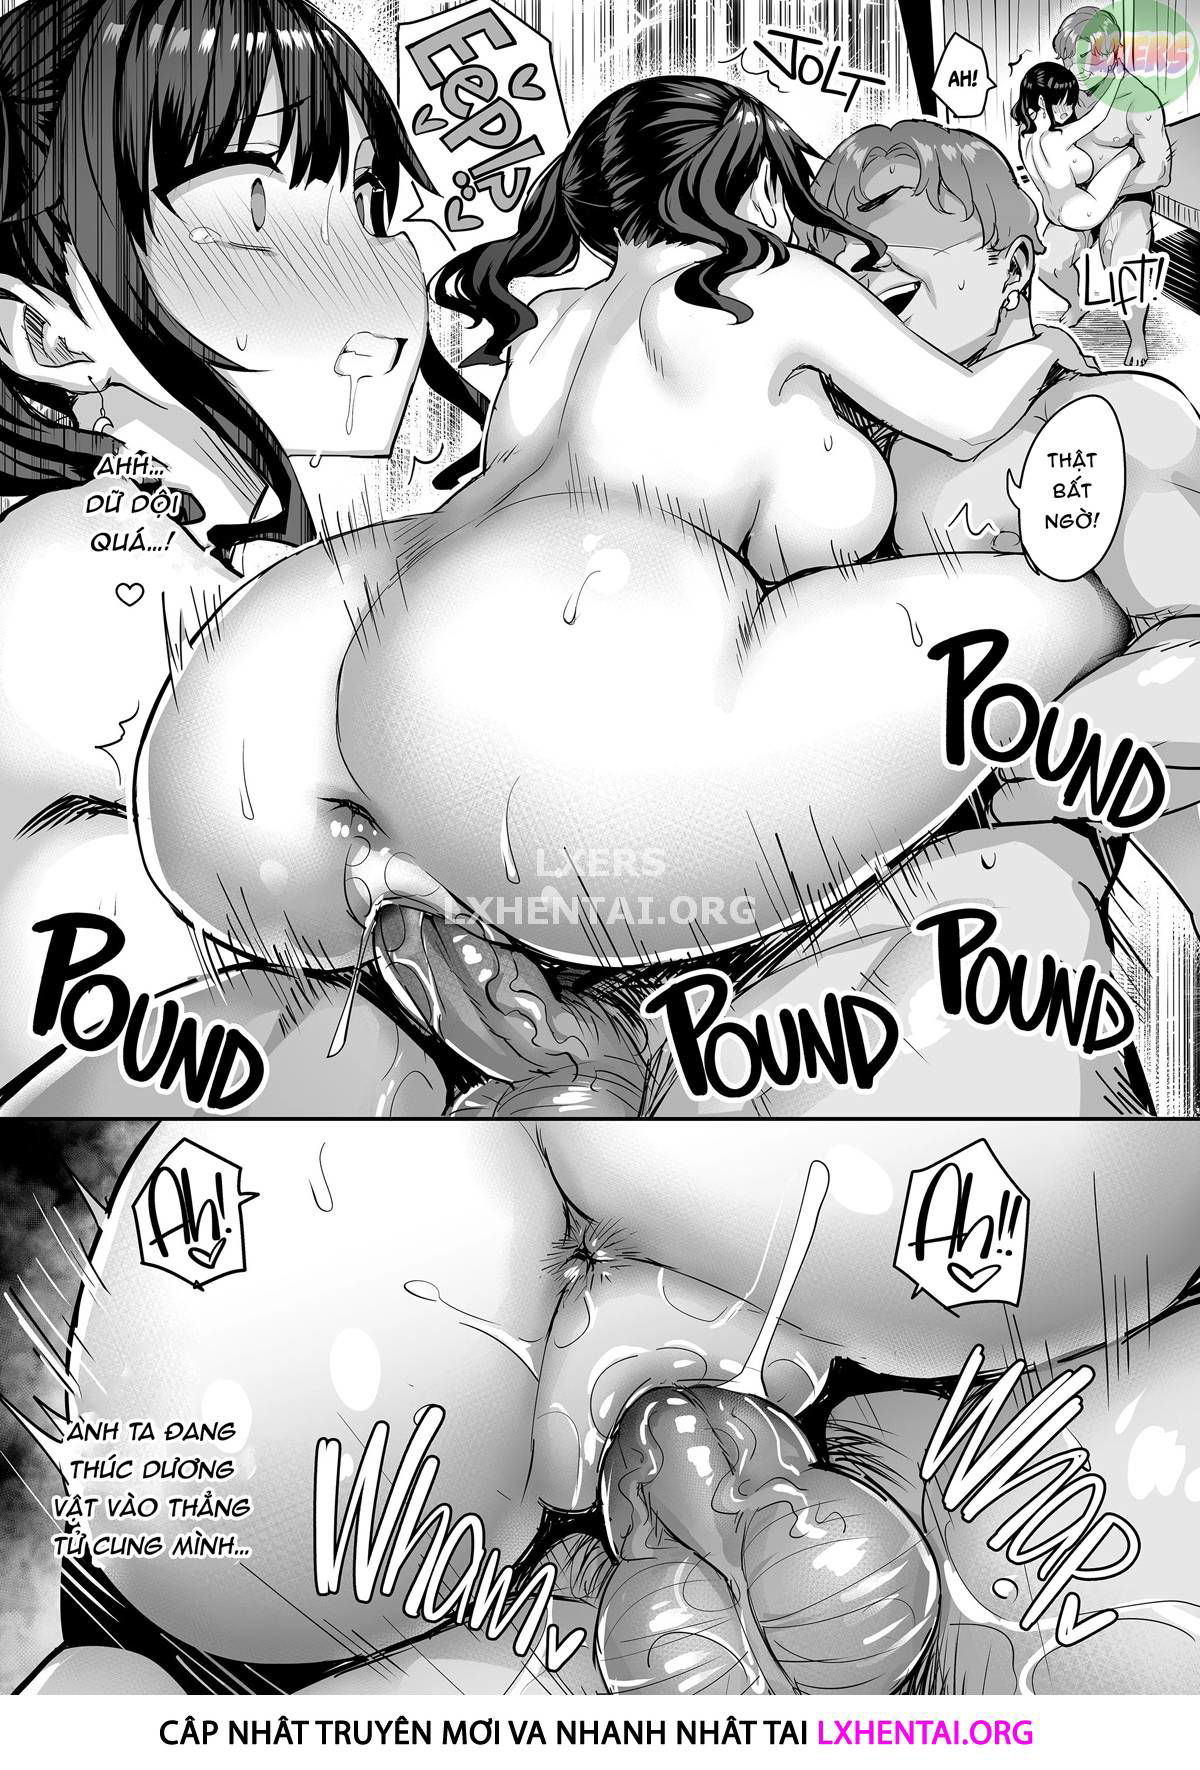 LXERS
AH!
JOLT
LIFT!!
EEP!?
THẬT
BẤT
NGỜ!
AHH...
DỮ DỘI
QUÁ...!
POUND
LXERS
LXHENTAI.ORG
POUND
POUND
POUND
Ah!
Ah!!
ÀNH TA ĐANG
THÚC DƯƠNG
VẬT VÀO THẲNG
TỬ CUNG MÌNH...
Wham
Whap
CẬP NHẬT TRUYỆN MỚI VÀ NHANH NHẤT TẠI LXHENTAI.ORG